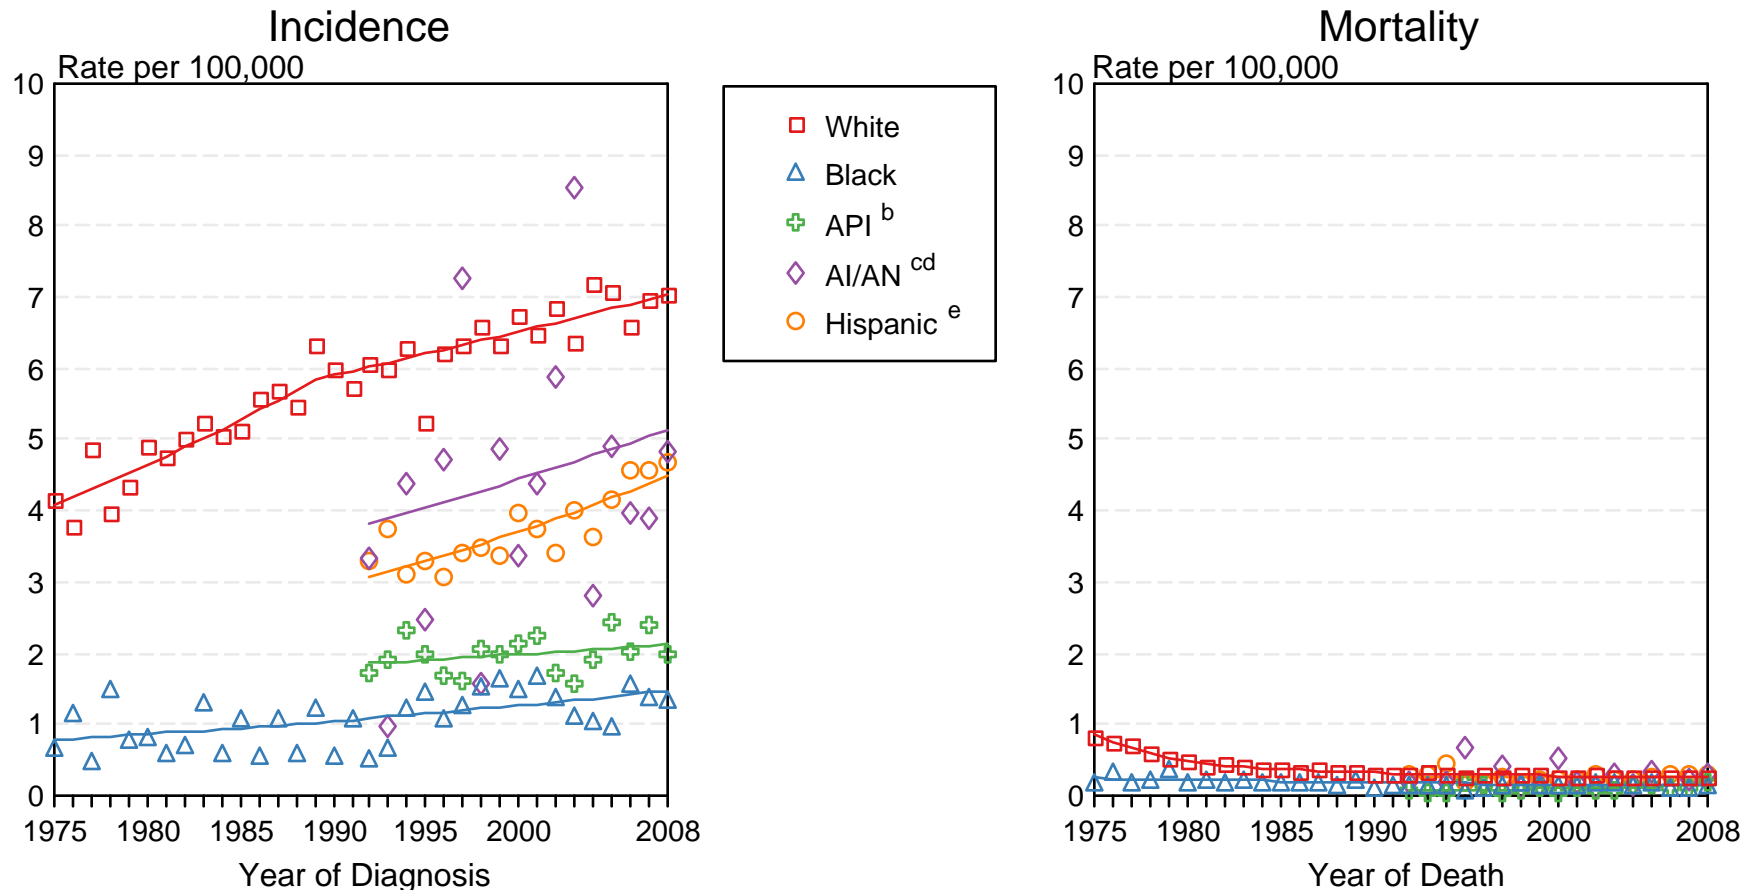 Incidence
Rate per 100,000
10
9
8
7
6
5
4
3
2
1
0
1975 1980 1985 1990 1995 2000 2008
Year of Diagnosis
White
Black
API b
AI/AN cd
Hispanic e
Mortality
Rate per 100,000
10
9
8
7
6
5
4
3
2
1
0
1975 1980 1985 1990 1995 2000 2008
Year of Death